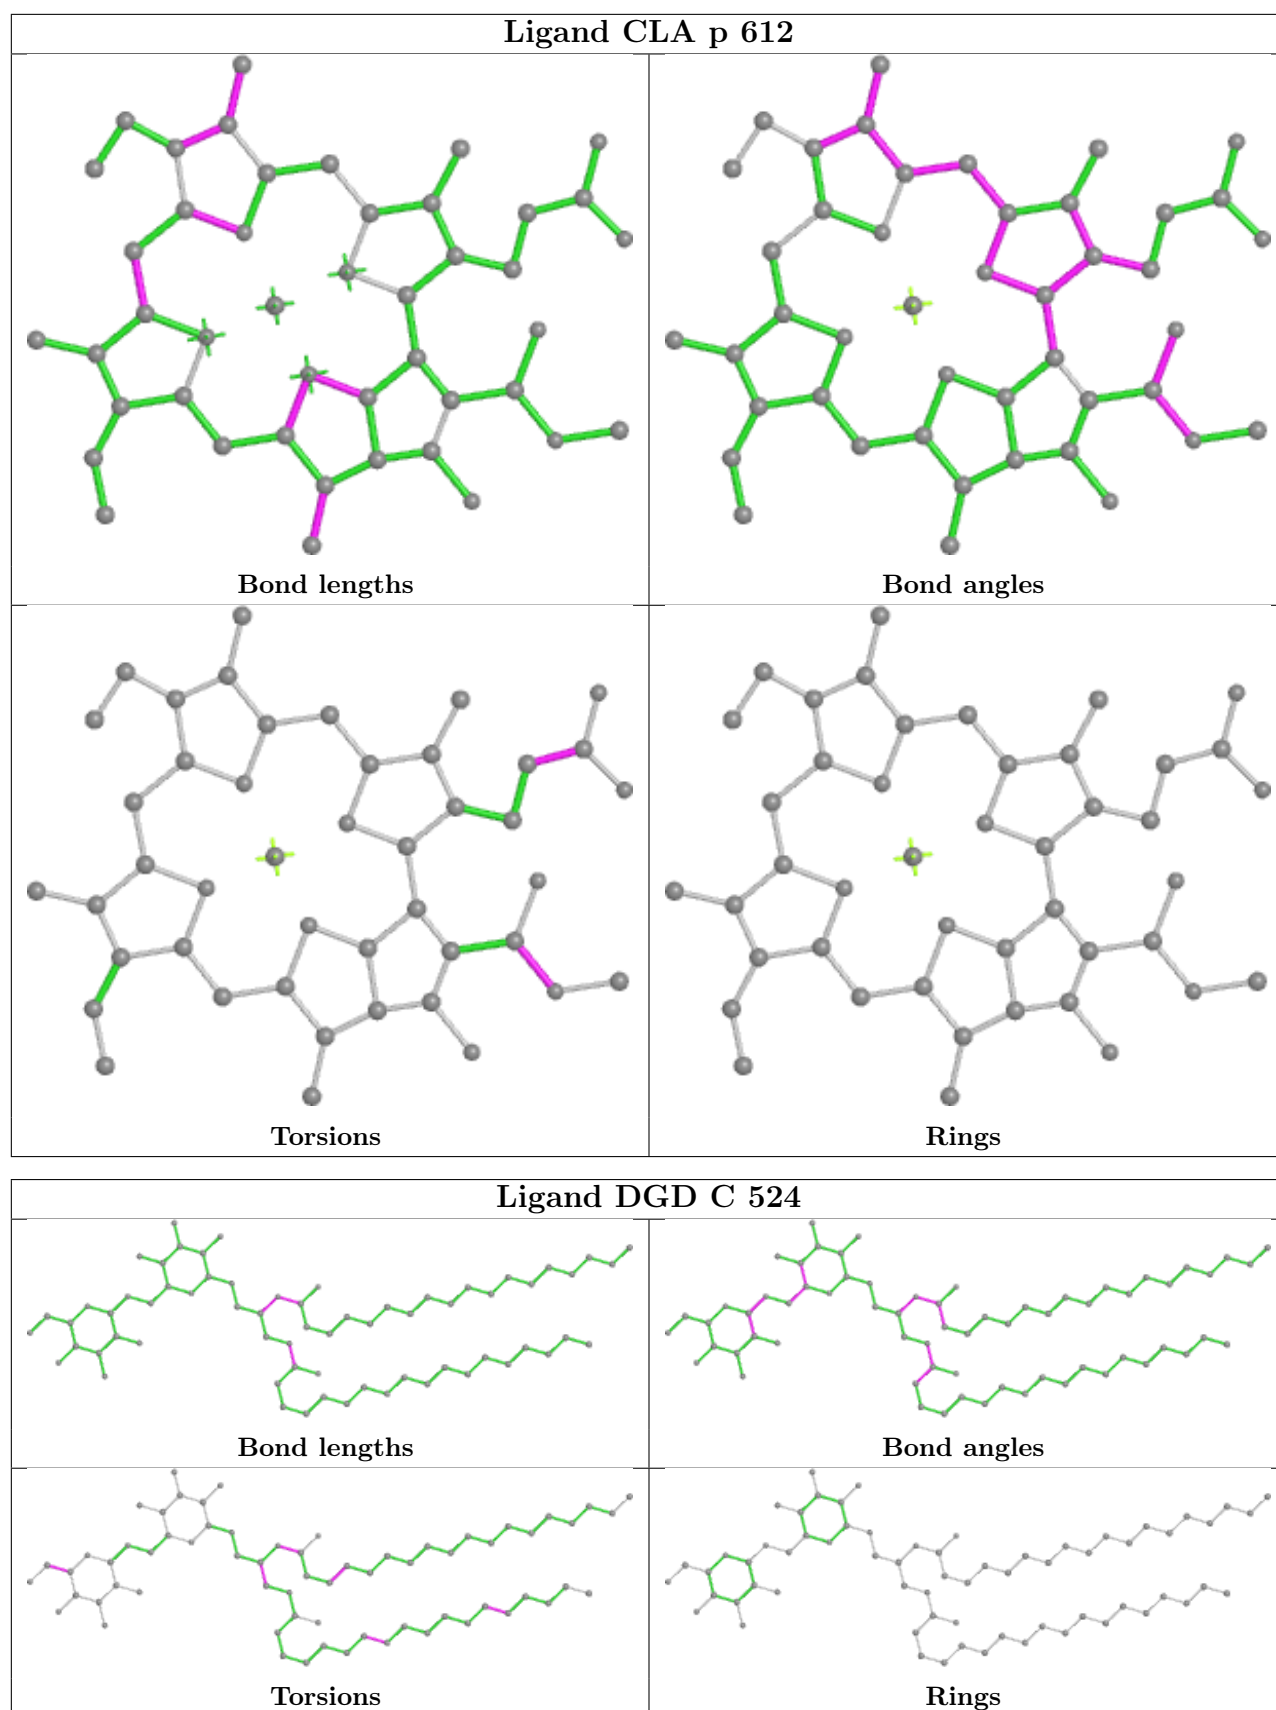 Ligand CLA p 612
Bond lengths
Bond angles
Torsions
Rings
Ligand DGD C 524
Bond lengths
Bond angles
Torsions
Rings